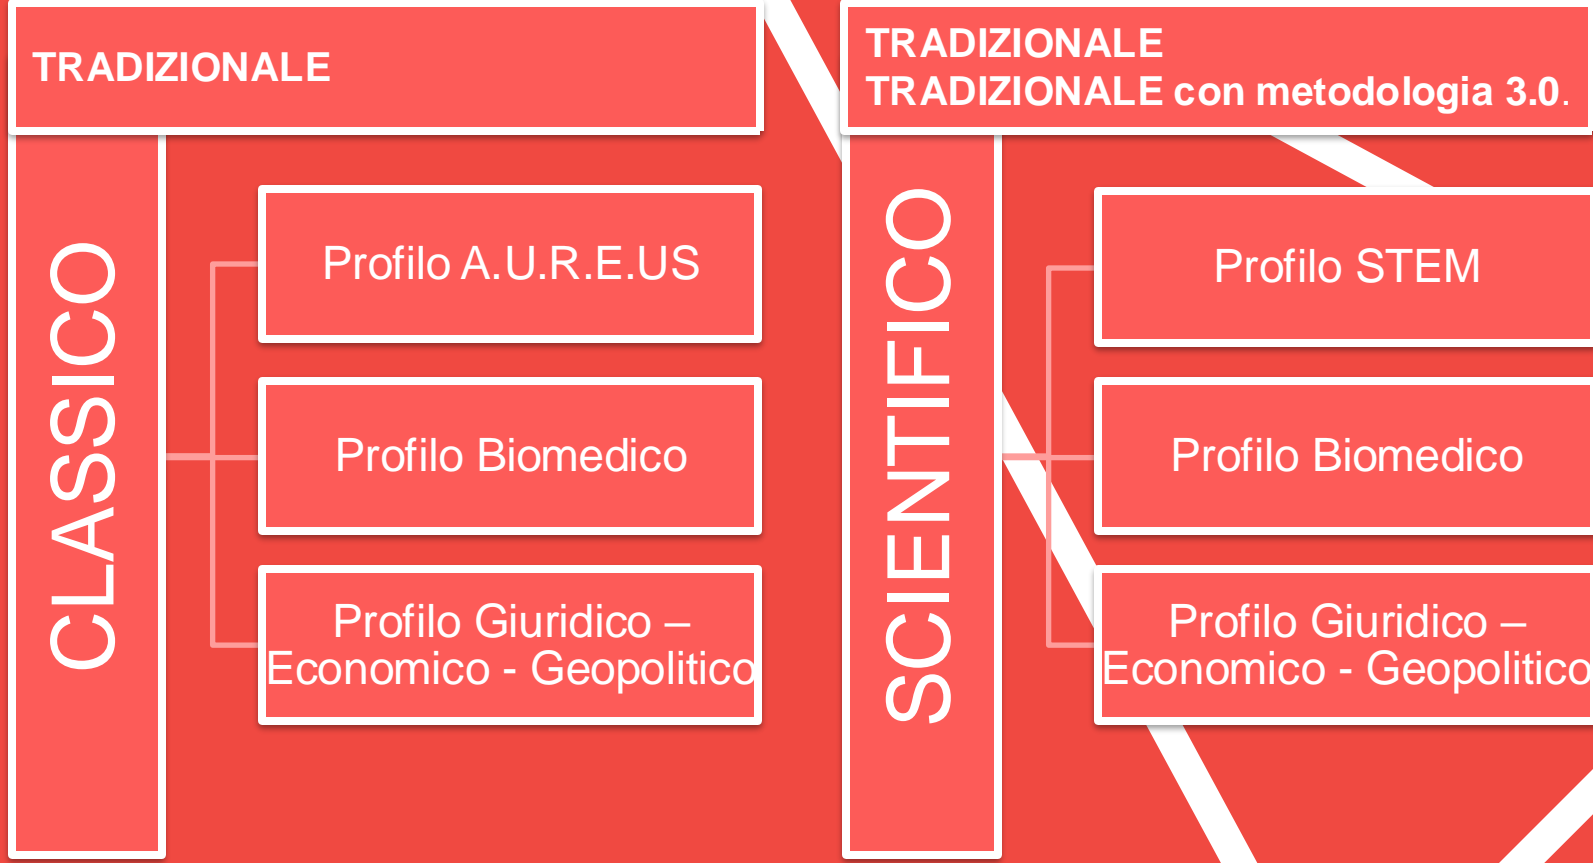 TRADIZIONALE
CLASSICO
Profilo A.U.R.E.US
Profilo Biomedico
Profilo Giuridico –
Economico - Geopolitico
TRADIZIONALE
TRADIZIONALE con metodologia 3.0.
SCIENTIFICO
Profilo STEM
Profilo Biomedico
Profilo Giuridico –
Economico - Geopolitico